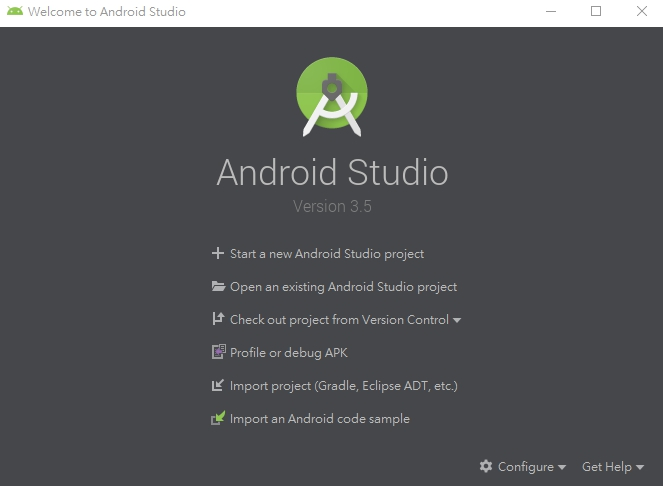 Welcome to Android Studio
Android Studio
Version 3.5
Start a new Android Studio project
Open an existing Android Studio project
Check out project from Version Control
Profile or debug APK
Import project (Gradle, Eclipse ADT, etc.)
Import an Android code sample
Configure Get Help